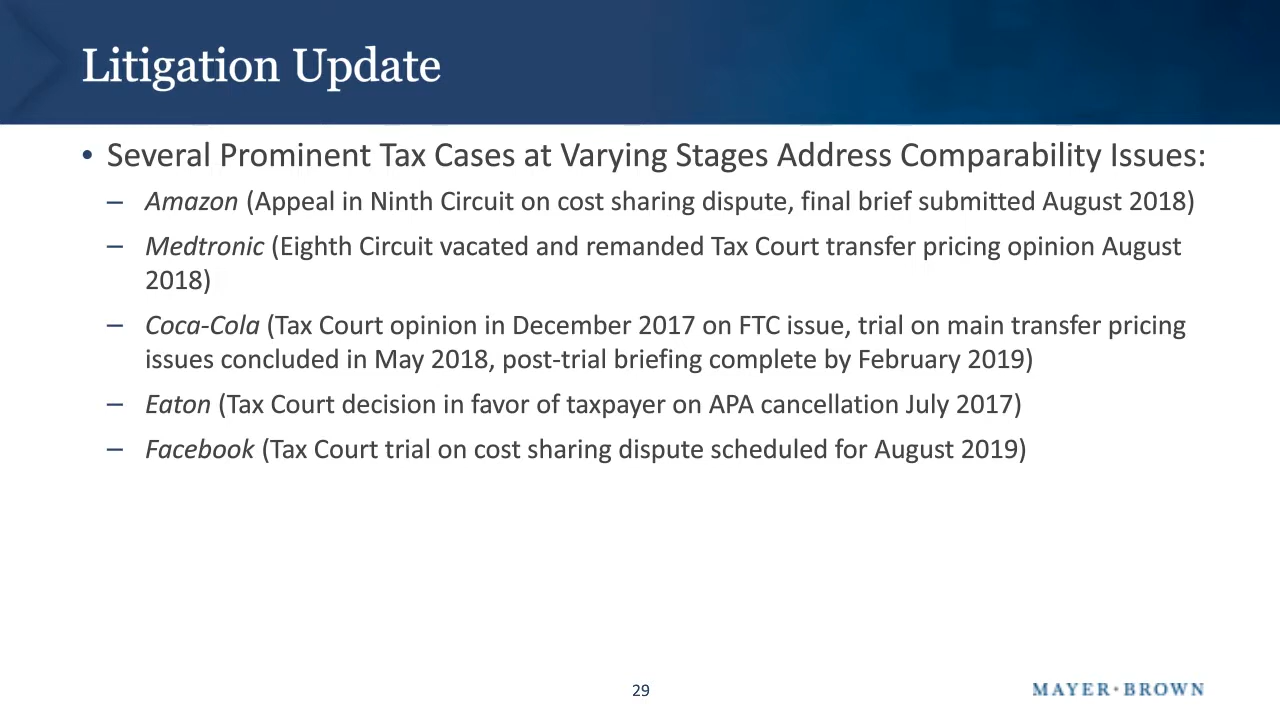 Litigation Update
• Several Prominent Tax Cases at Varying Stages Address Comparability Issues:
– Amazon (Appeal in Ninth Circuit on cost sharing dispute, final brief submitted August 2018)
– Medtronic (Eighth Circuit vacated and remanded Tax Court transfer pricing opinion August
2018)
– Coca-Cola (Tax Court opinion in December 2017 on FTC issue, trial on main transfer pricing
issues concluded in May 2018, post-trial briefing complete by February 2019)
– Eaton (Tax Court decision in favor of taxpayer on APA cancellation July 2017)
– Facebook (Tax Court trial on cost sharing dispute scheduled for August 2019)
29
MAYER·BROWN